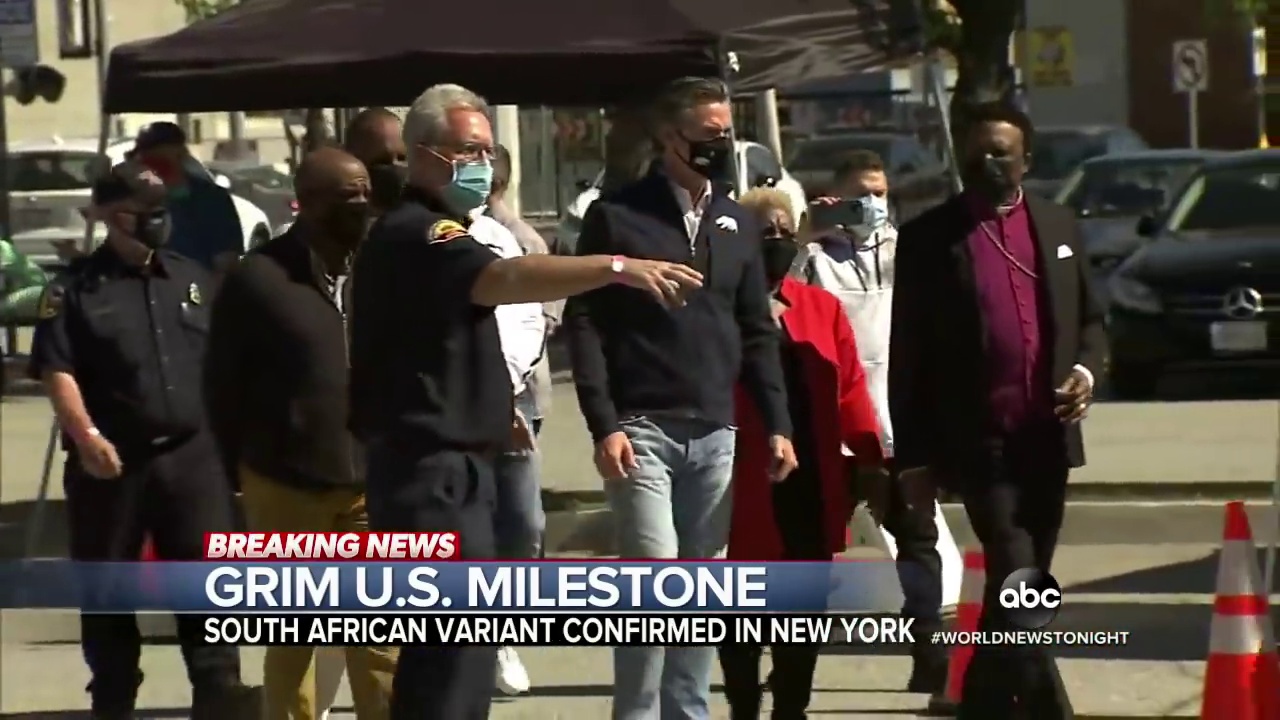 BREAKING NEWS
GRIM U.S. MILESTONE
SOUTH AFRICAN VARIANT CONFIRMED IN NEW YORK
abc
#WORLDNEWSTONIGHT